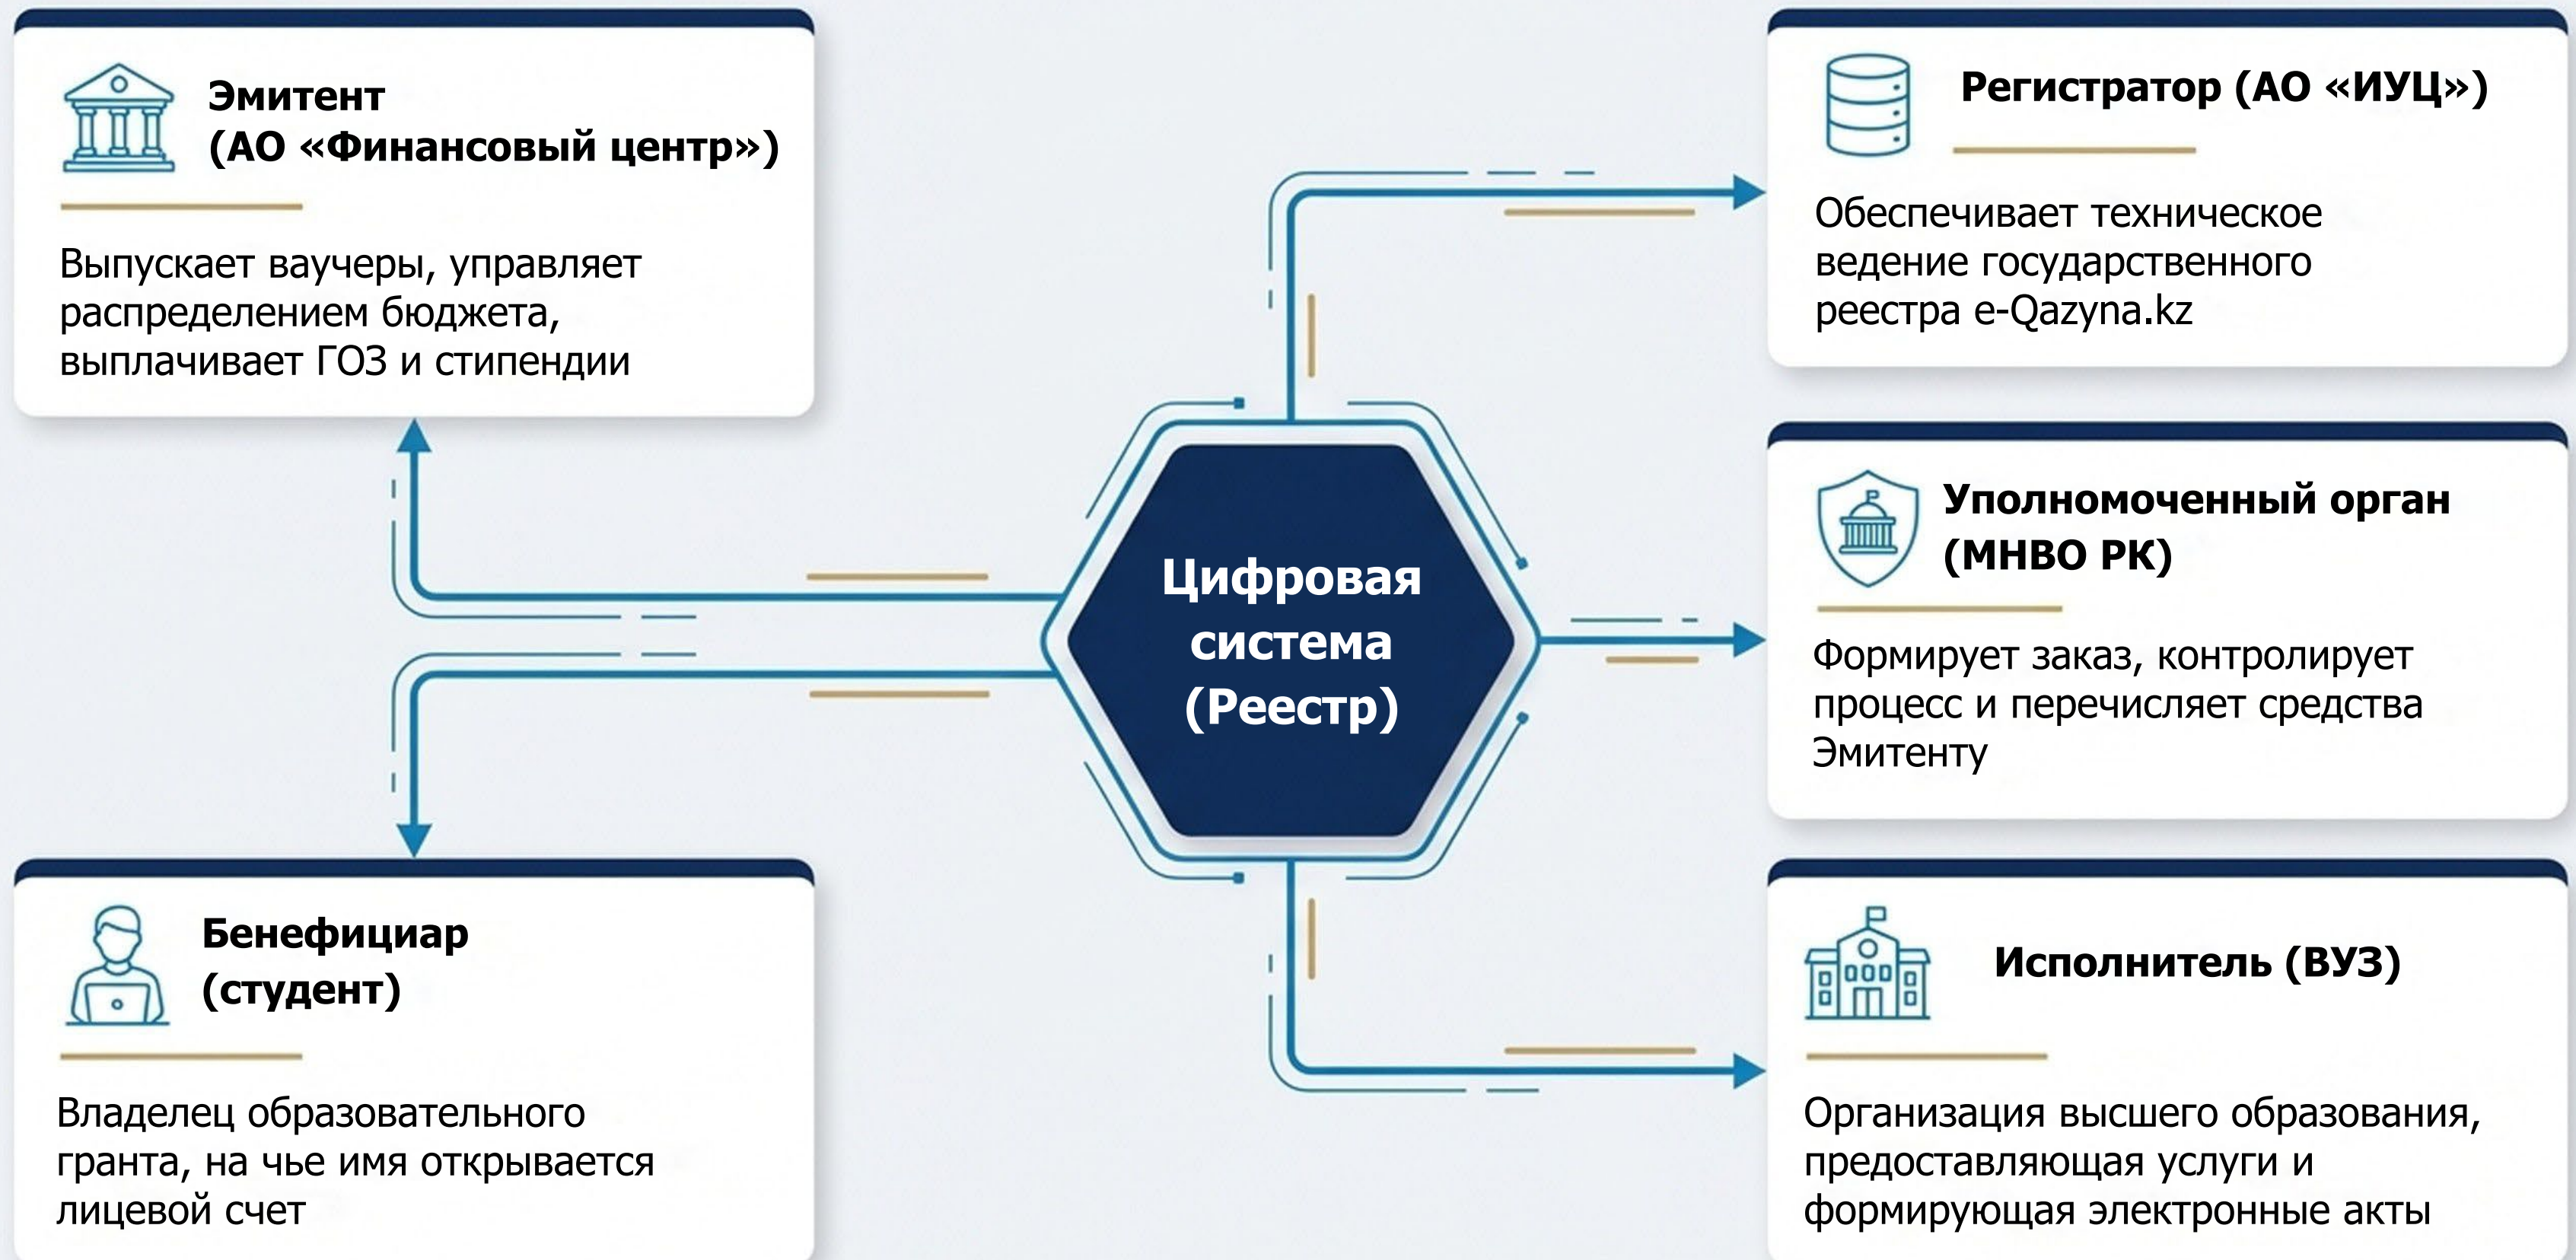 Эмитент
(АО «Финансовый центр»)
Выпускает ваучеры, управляет
распределением бюджета,
выплачивает ГОЗ и стипендии
Регистратор (АО «ИУЦ»)
Обеспечивает техническое
ведение государственного
реестра e-Qazyna.kz
Цифровая
система
(Реестр)
Уполномоченный орган
(МНВО РК)
Формирует заказ, контролирует
процесс и перечисляет средства
Эмитенту
Бенефициар
(студент)
Владелец образовательного
гранта, на чье имя открывается
лицевой счет
Исполнитель (ВУЗ)
Организация высшего образования,
предоставляющая услуги и
формирующая электронные акты